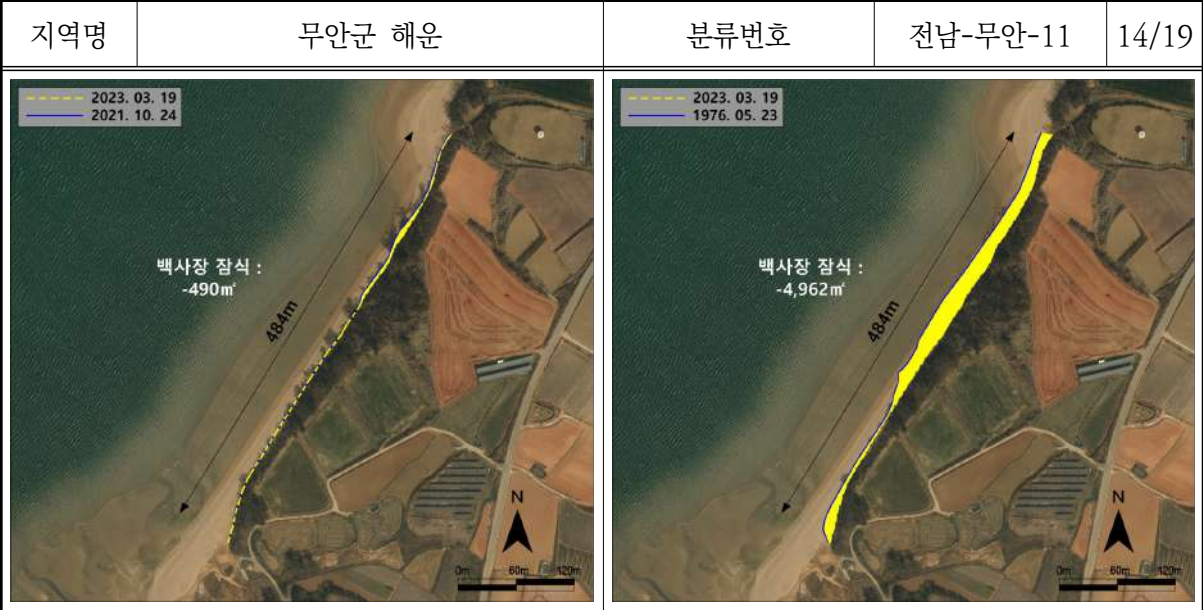 지역명 무안군 해운 분류번호 전남-무안-11 14/19
2023. 03. 19
2021. 10. 24
백사장 잠식 :
-490㎡
484m
N
0m 60m 120m
2023. 03. 19
1976. 05. 23
백사장 잠식 :
-4,962㎡
484m
N
0m 60m 120m